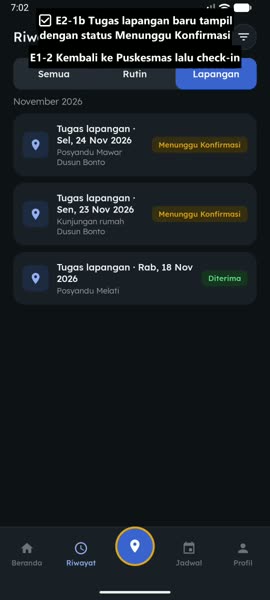 7:02
☑ E2-1b Tugas lapangan baru tampil
dengan status Menunggu Konfirmasi
E1-2 Kembali ke Puskesmas lalu check-in
Semua
Rutin
Lapangan
November 2026
Tugas lapangan ·
Sel, 24 Nov 2026
Posyandu Mawar
Dusun Bonto
Menunggu Konfirmasi
Tugas lapangan ·
Sen, 23 Nov 2026
Kunjungan rumah
Dusun Bonto
Menunggu Konfirmasi
Tugas lapangan · Rab, 18 Nov
2026
Posyandu Melati
Diterima
Beranda
Riwayat
Jadwal
Profil